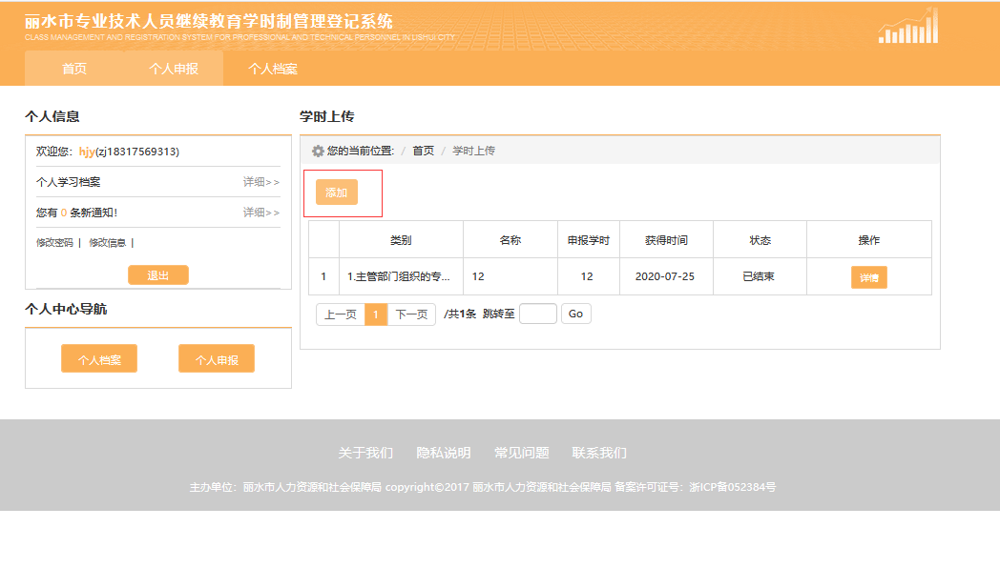 丽水市专业技术人员继续教育学时制管理登记系统
CLASS MANAGEMENT AND REGISTRATION SYSTEM FOR PROFESSIONAL AND TECHNICAL PERSONNEL IN LISHUI CITY
首页 个人申报 个人档案
个人信息
欢迎您：hjy(zj18317569313)
个人学习档案 详细>>
您有 0 条新通知！ 详细>>
修改密码 | 修改信息 |
退出
个人中心导航
个人档案 个人申报
学时上传
您的当前位置: / 首页 / 学时上传
添加
类别 名称 申报学时 获得时间 状态 操作
1 1.主管部门组织的专... 12 12 2020-07-25 已结束 详情
上一页 1 下一页 /共1条 跳转至 Go
关于我们 隐私说明 常见问题 联系我们
主办单位：丽水市人力资源和社会保障局 copyright©2017 丽水市人力资源和社会保障局 备案许可证号：浙ICP备052384号